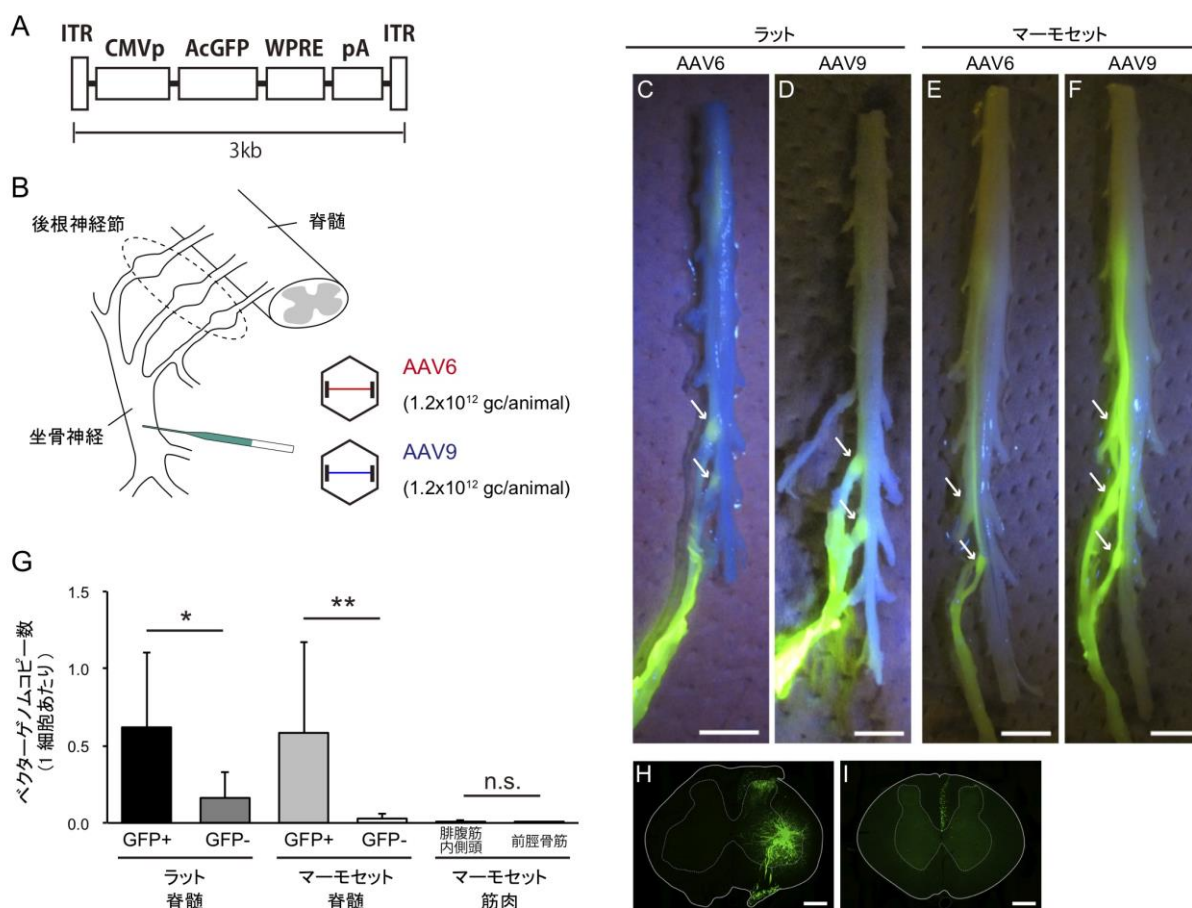 A
ITR
CMVp
AcGFP
WPRE
pA
ITR
3kb
B
後根神経節
脊髄
坐骨神経
AAV6
(1.2x10¹² gc/animal)
AAV9
(1.2x10¹² gc/animal)
ラット
マーモセット
AAV6
AAV9
AAV6
AAV9
C
D
E
F
G
ベクターゲノムコピー数
(1 細胞あたり)
1.5
1.0
0.5
0.0
*
**
n.s.
GFP+
GFP-
GFP+
GFP-
腓腹筋
内側頭
前脛骨筋
ラット
脊髄
マーモセット
脊髄
マーモセット
筋肉
H
I